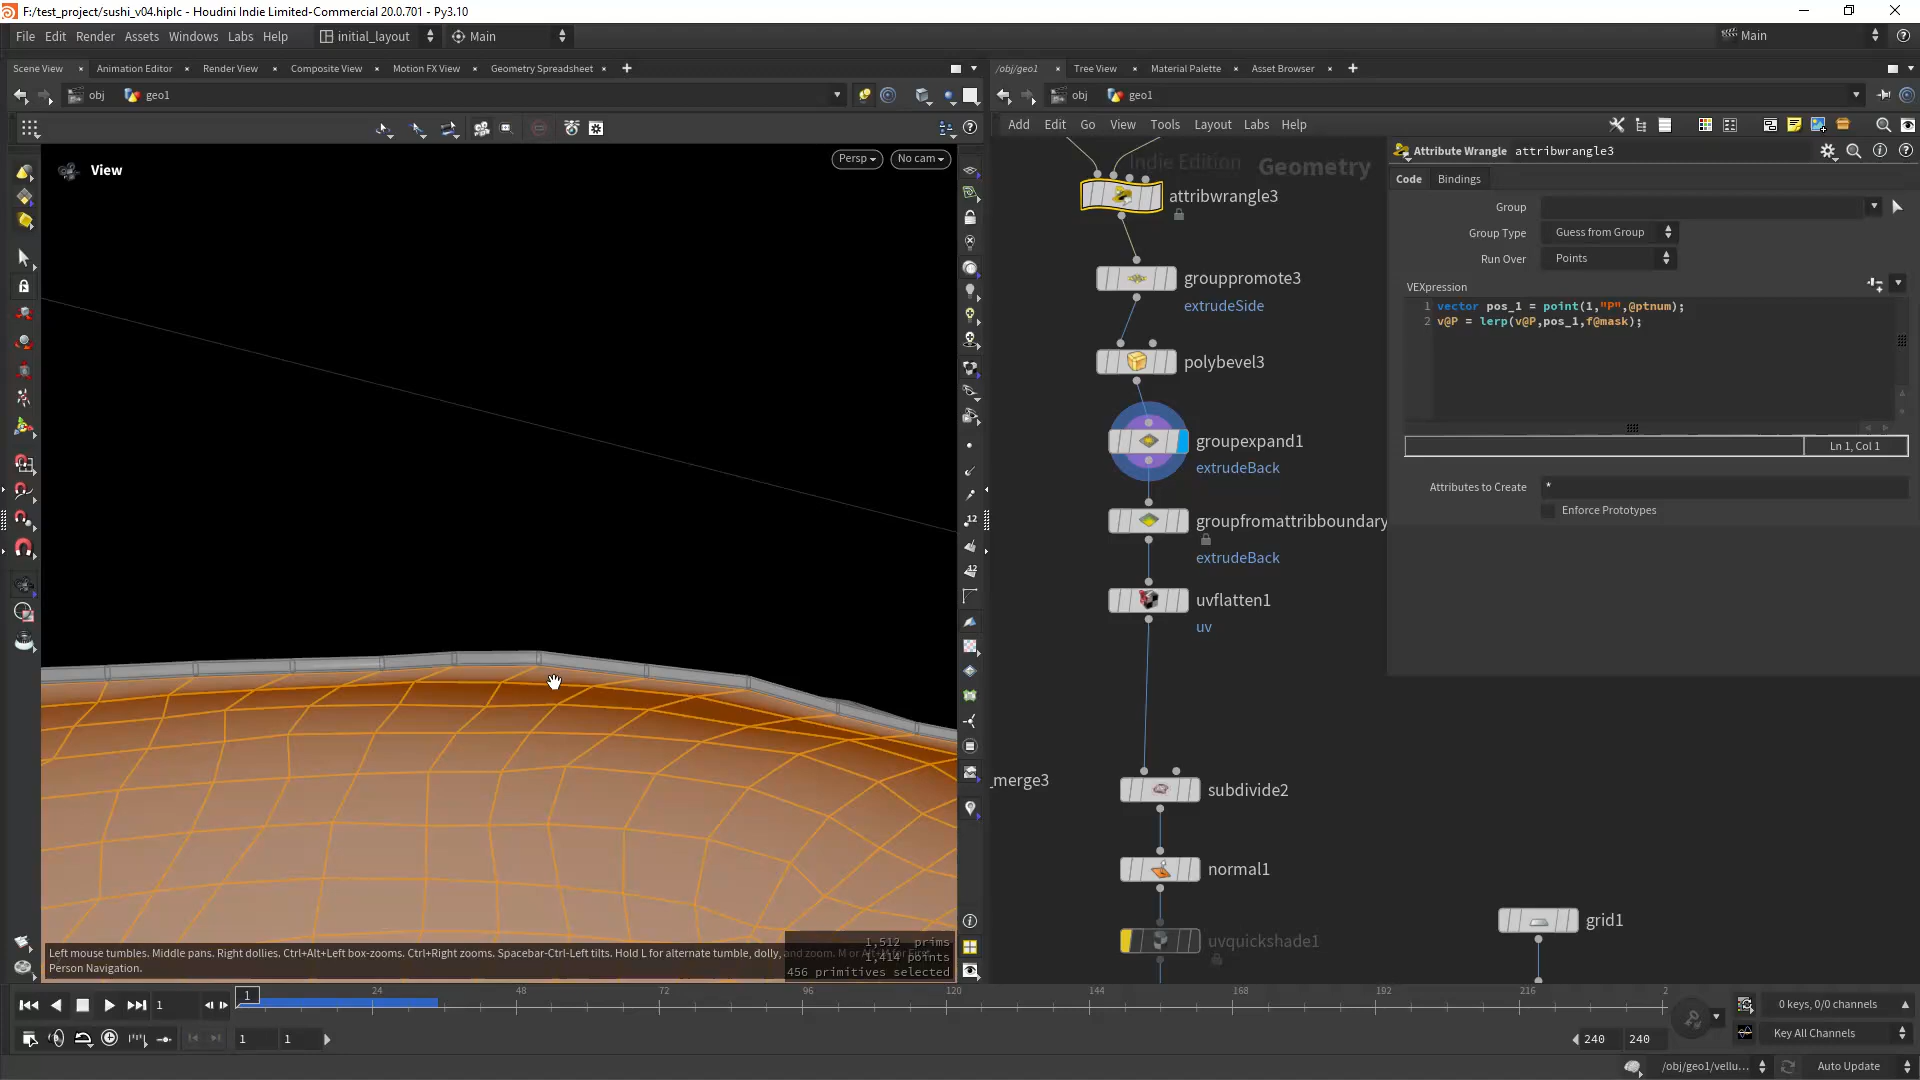 F:/test_project/sushi_v04.hiplc - Houdini Indie Limited-Commercial 20.0.701 - Py3.10
File Edit Render Assets Windows Labs Help initial_layout Main Main
Scene View Animation Editor Render View Composite View Motion FX View Geometry Spreadsheet
obj geo1
View
Persp
No cam
/obj/geo1 Tree View Material Palette Asset Browser
obj geo1
Add Edit Go View Tools Layout Labs Help
Indie Edition
Geometry
attribwrangle3
grouppromote3
extrudeSide
polybevel3
groupexpand1
extrudeBack
groupfromattribboundary
extrudeBack
uvflatten1
uv
_merge3
subdivide2
normal1
uvquickshade1
grid1
Attribute Wrangle attribwrangle3
Code Bindings
Group
Group Type Guess from Group
Run Over Points
VEXpression
1 vector pos_1 = point(1,"P",@ptnum);
2 v@P = lerp(v@P,pos_1,f@mask);
Ln 1, Col 1
Attributes to Create *
Enforce Prototypes
12
12
Left mouse tumbles. Middle pans. Right dollies. Ctrl+Alt+Left box-zooms. Ctrl+Right zooms. Spacebar-Ctrl-Left tilts. Hold L for alternate tumble, dolly, and zoom.
Person Navigation.
1,512 prims
1,414 points
456 primitives selected
1 1 24 48 72 96 120 144 168 192 216 2
0 keys, 0/0 channels
1 1 240 240
Key All Channels
/obj/geo1/vellu... Auto Update